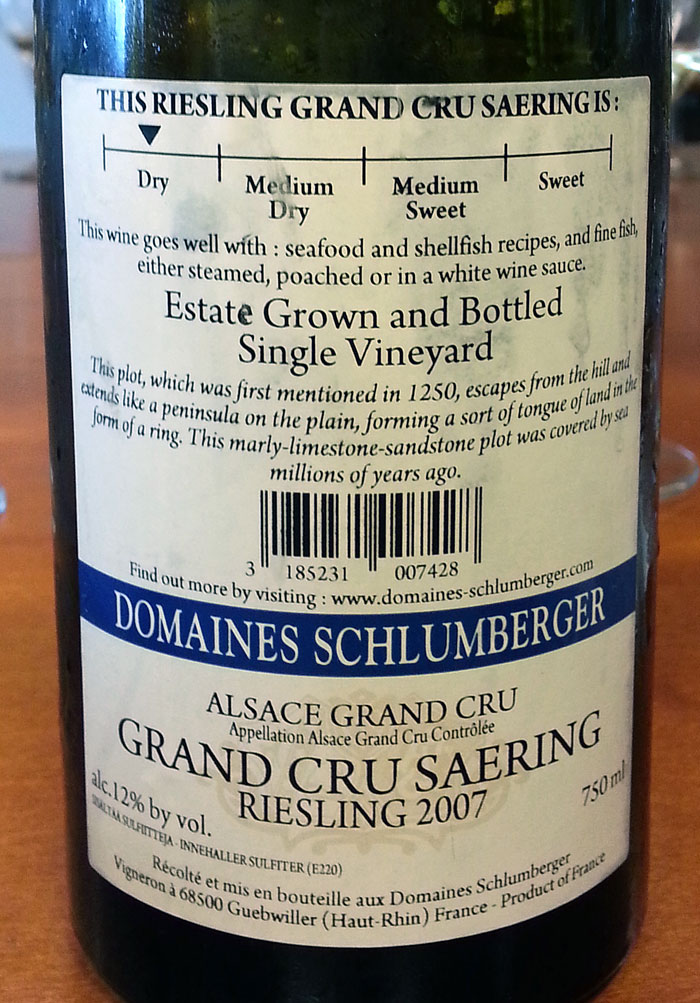 THIS RIESLING GRAND CRU SAERING IS :
Dry Medium Dry Medium Sweet Sweet
This wine goes well with : seafood and shellfish recipes, and fine fish,
either steamed, poached or in a white wine sauce.
Estate Grown and Bottled
Single Vineyard
This plot, which was first mentioned in 1250, escapes from the hill and
extends like a peninsula on the plain, forming a sort of tongue of land in the
form of a ring. This marly-limestone-sandstone plot was covered by sea
millions of years ago.
3 185231 007428
Find out more by visiting : www.domaines-schlumberger.com
DOMAINES SCHLUMBERGER
ALSACE GRAND CRU
Appellation Alsace Grand Cru Contrôlée
GRAND CRU SAERING
RIESLING 2007
alc.12% by vol.
750 ml
SISÄLTÄÄ SULFIITTEJA - INNEHALLER SULFITER (E220)
Récolté et mis en bouteille aux Domaines Schlumberger
Vigneron à 68500 Guebwiller (Haut-Rhin) France - Product of France